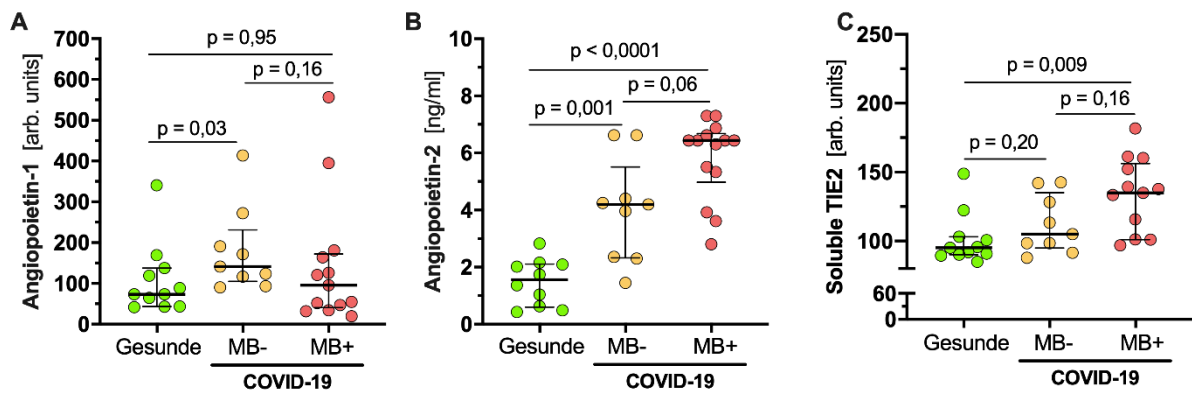 A
Angiopoietin-1 [arb. units]
700
600
500
400
300
200
100
0
p = 0,95
p = 0,16
p = 0,03
Gesunde MB- MB+
COVID-19
B
Angiopoietin-2 [ng/ml]
10
8
6
4
2
0
p < 0,0001
p = 0,06
p = 0,001
Gesunde MB- MB+
COVID-19
C
Soluble TIE2 [arb. units]
250
200
150
100
60
0
p = 0,009
p = 0,16
p = 0,20
Gesunde MB- MB+
COVID-19